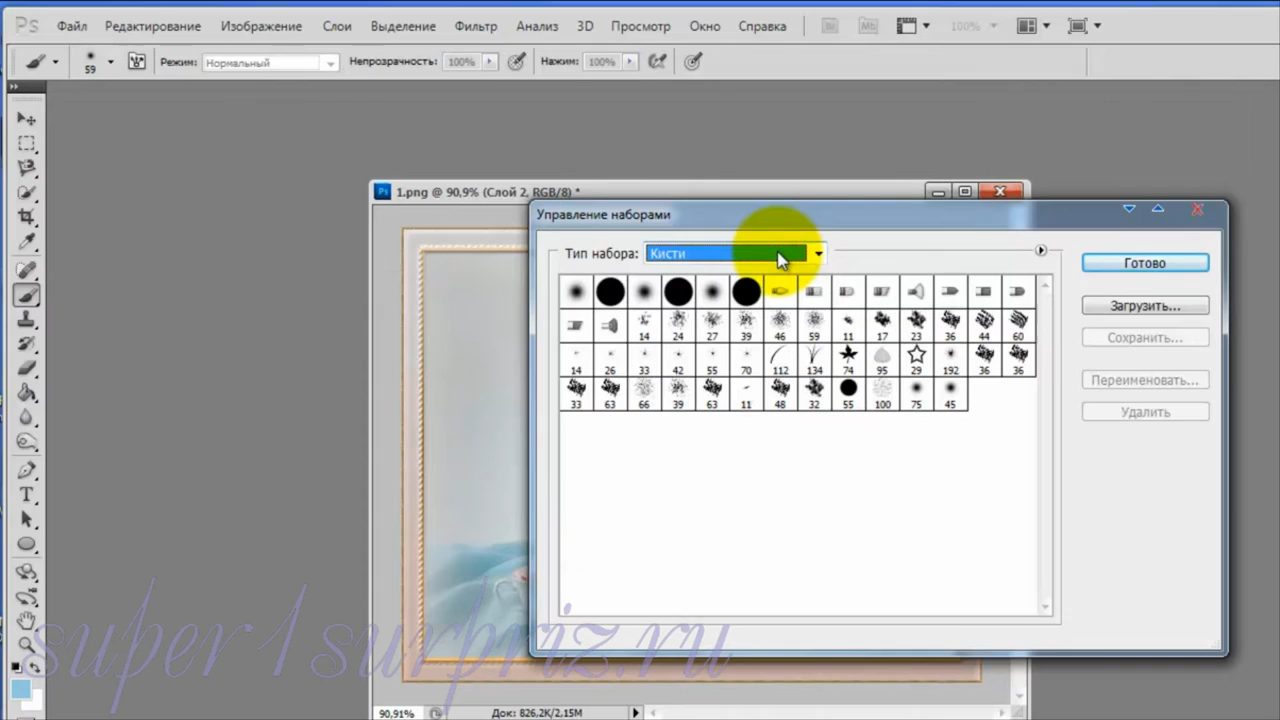 Ps Файл Редактирование Изображение Слои Выделение Фильтр Анализ 3D Просмотр Окно Справка Br Mb 100%
59 Режим: Нормальный Непрозрачность: 100% Нажим: 100%
Ps 1.png @ 90,9% (Слой 2, RGB/8) *
Управление наборами
Тип набора: Кисти
Готово
Загрузить...
Сохранить...
Переименовать...
Удалить
14 24 27 39 46 59 11 17 23 36 44 60
14 26 33 42 55 70 112 134 74 95 29 192 36 36
33 63 66 39 63 11 48 32 55 100 75 45
T
super1surpriz.ru
90,91% Док: 826,2K/2,15M